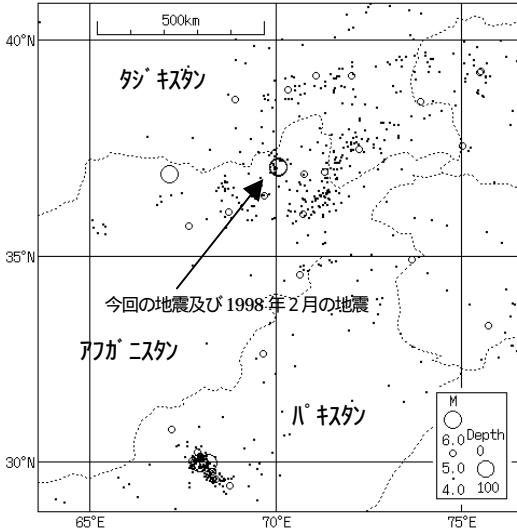 500km
40°N
ﾀｼﾞｷｽﾀﾝ
35°N
今回の地震及び1998年2月の地震
ｱﾌｶﾞﾆｽﾀﾝ
ﾊﾟｷｽﾀﾝ
M
6.0 Depth
0
5.0
4.0 100
30°N
65°E 70°E 75°E